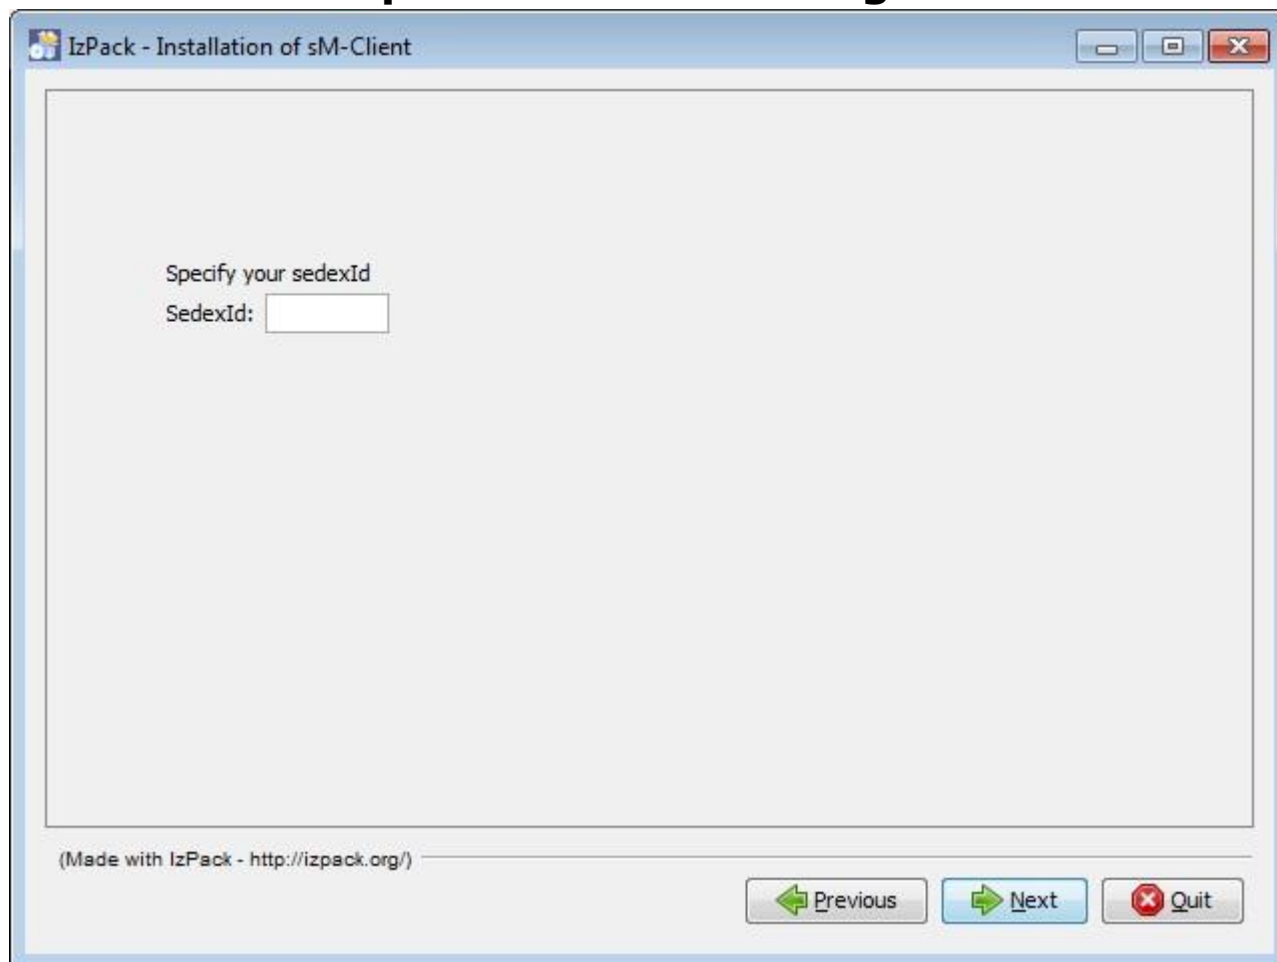 IzPack - Installation of sM-Client
Specify your sedexId
SedexId:
(Made with IzPack - http://izpack.org/)
Previous
Next
Quit